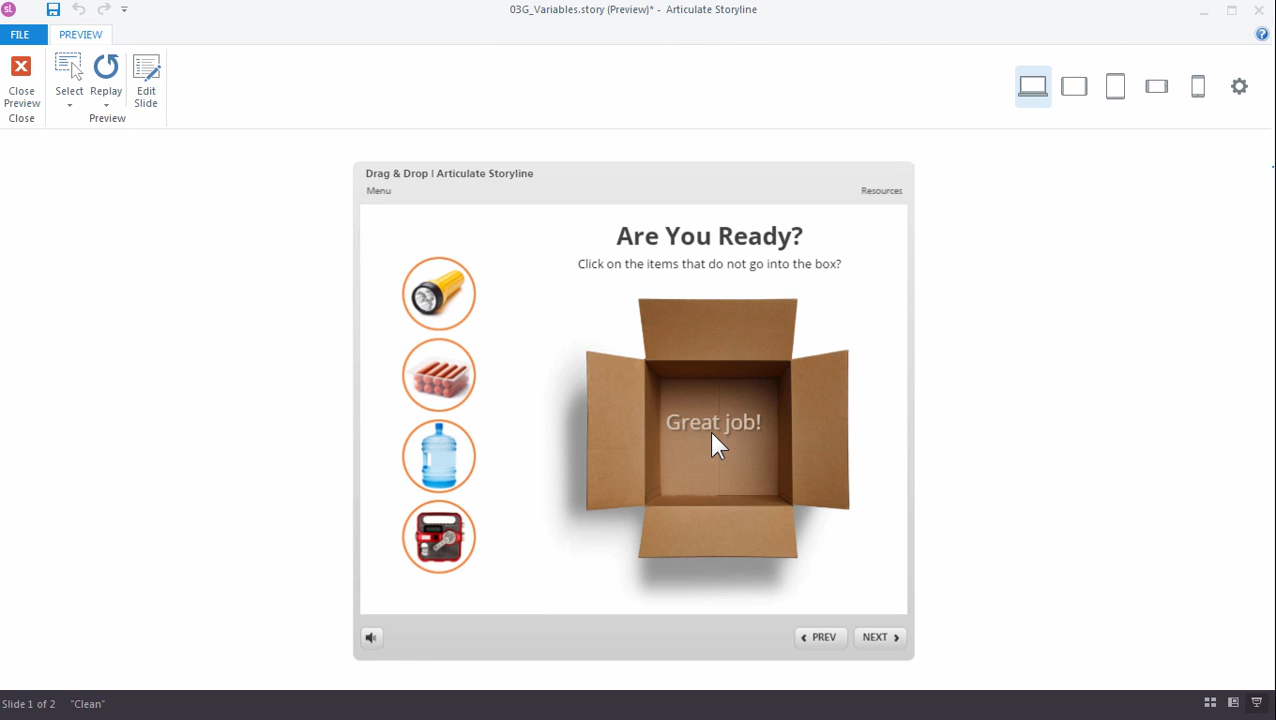 sl
03G_Variables.story (Preview)* - Articulate Storyline
FILE
PREVIEW
?
Close Preview
Select
Replay
Edit Slide
Close
Preview
Drag & Drop | Articulate Storyline
Menu
Resources
Are You Ready?
Click on the items that do not go into the box?
Great job!
PREV
NEXT
Slide 1 of 2
"Clean"